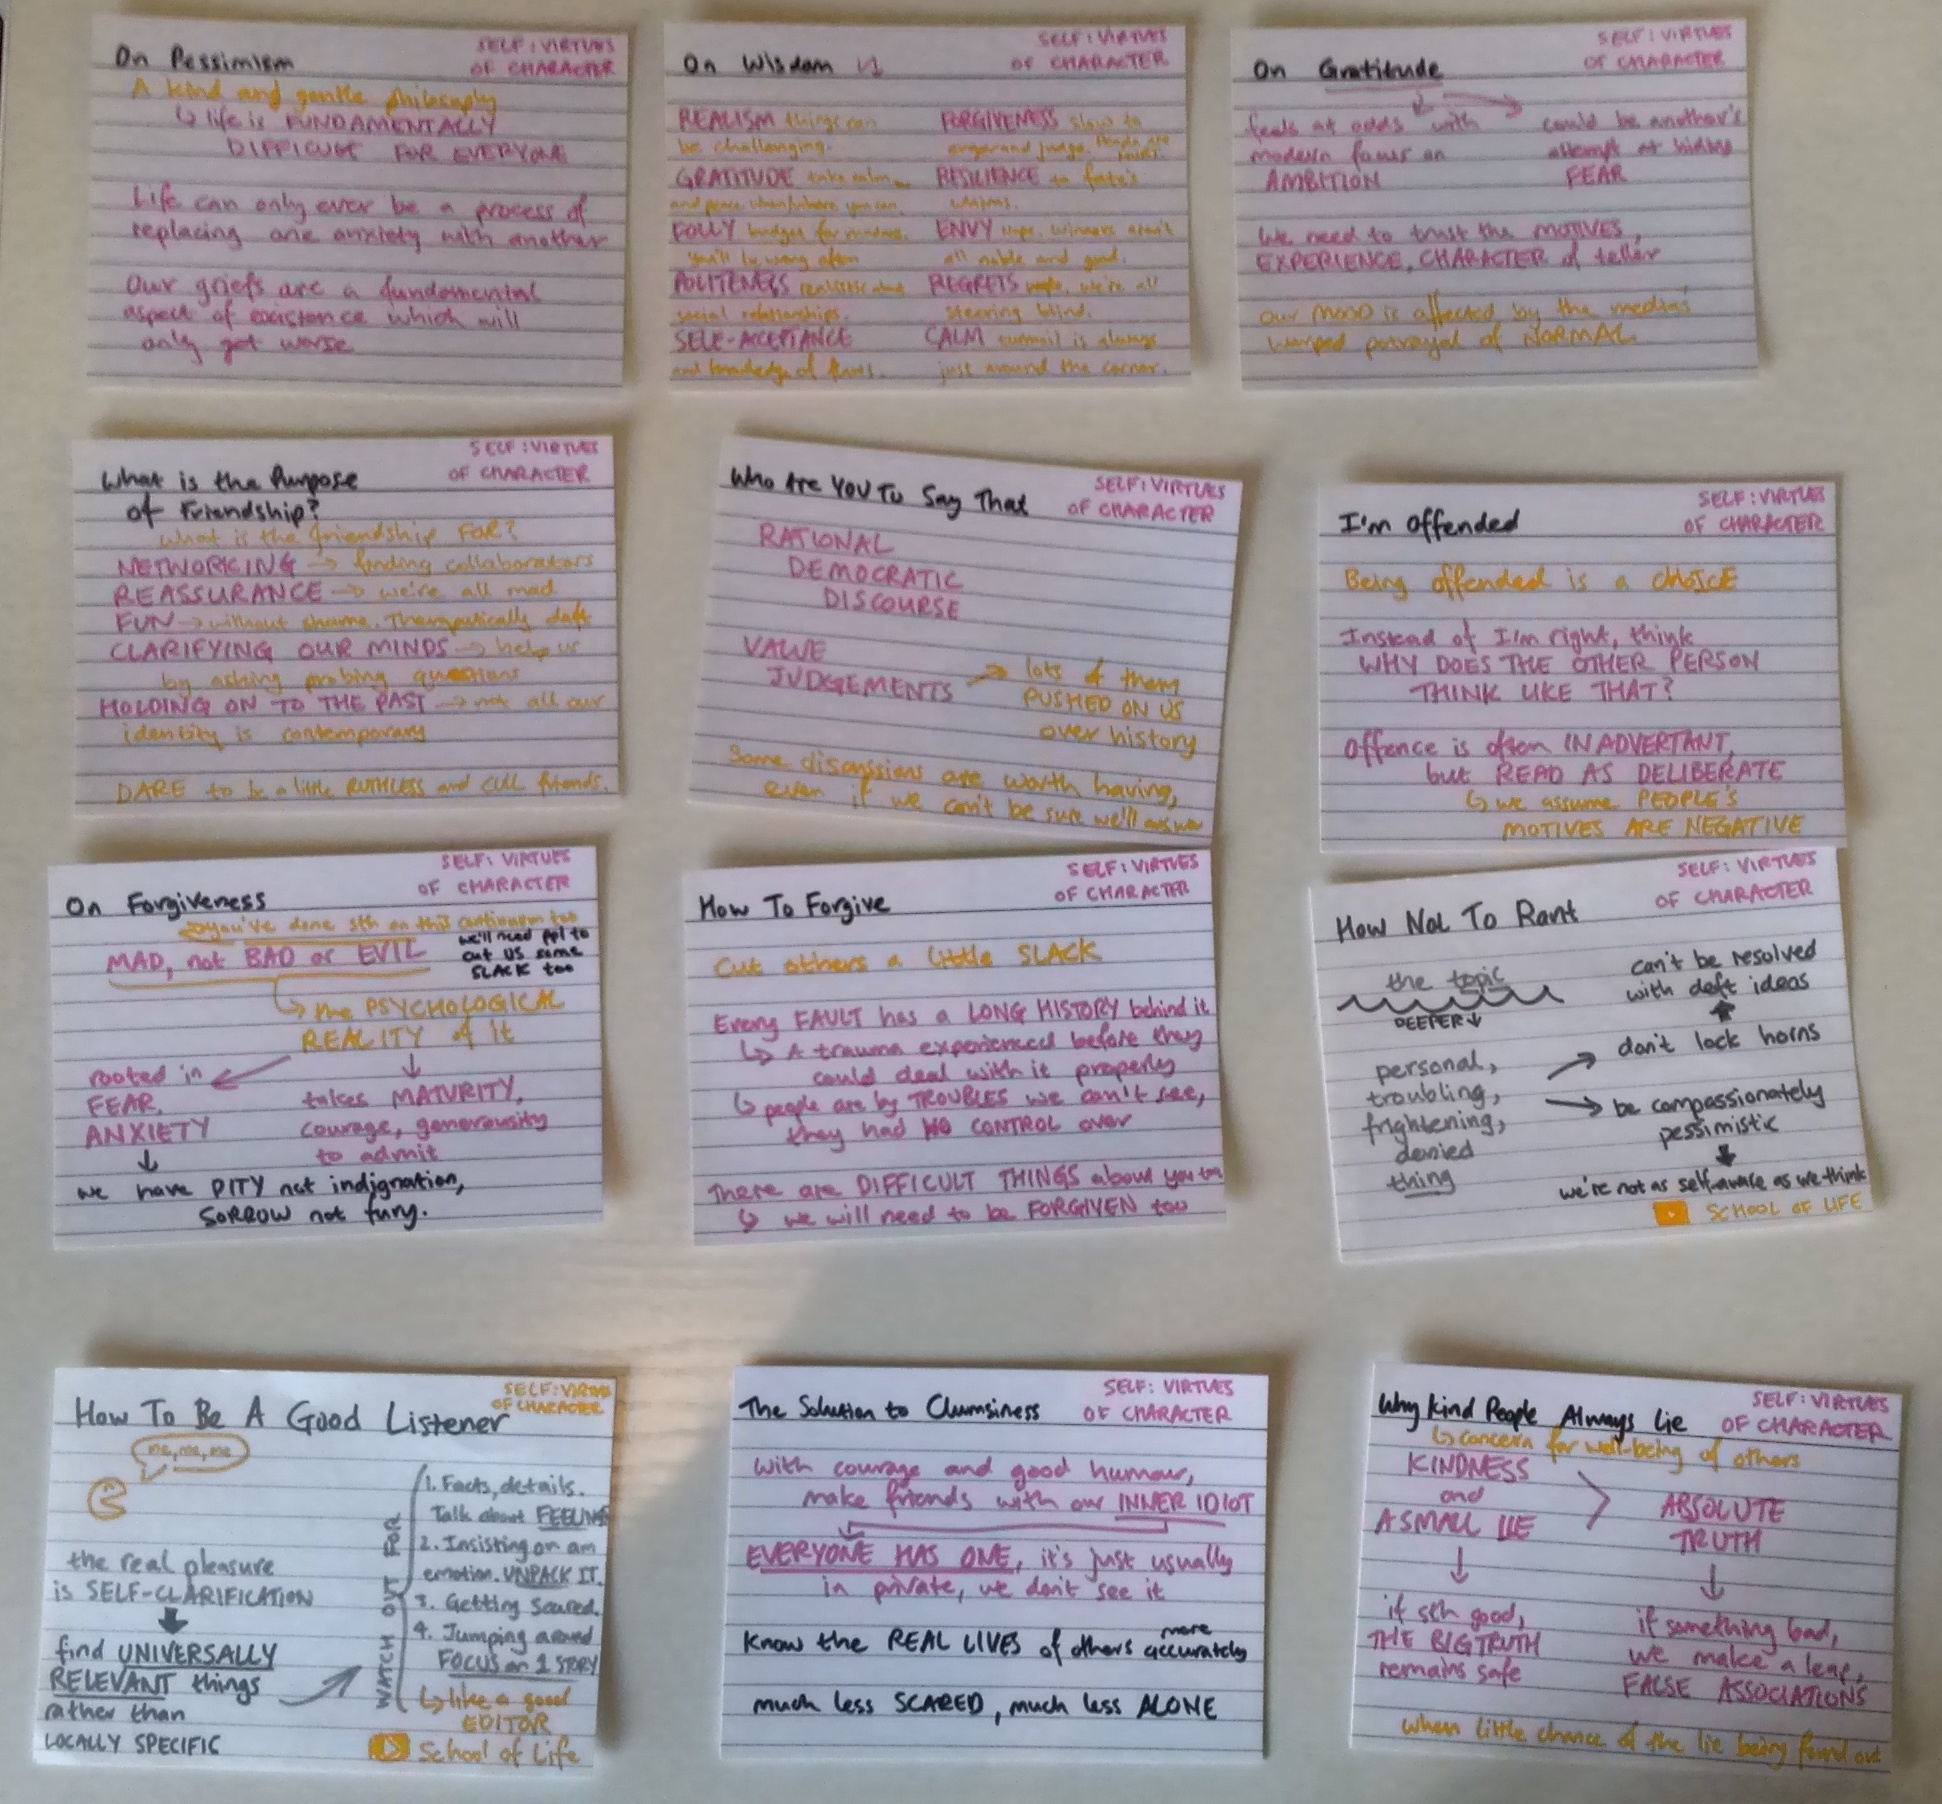 On Pessimism
SELF: VIRTUES
OF CHARACTER
A kind and gentle philosophy
↳ life is FUNDAMENTALLY
DIFFICULT FOR EVERYONE
Life can only ever be a process of
replacing one anxiety with another
Our griefs are a fundamental
aspect of existence which will
only get worse
On Wisdom v1
SELF: VIRTUES
OF CHARACTER
REALISM things can
be challenging.
GRATITUDE take calm
and peace when/where you can.
FOLLY budget for madness.
You'll be wrong often
POLITENESS realistic about
social relationships.
SELF-ACCEPTANCE
and knowledge of flaws.
FORGIVENESS slow to
anger and judge. People are
RESILIENCE to fate's
whims.
ENVY nope, winners aren't
all noble and good.
REGRETS nope, we're all
steering blind.
CALM turmoil is always
just around the corner.
On Gratitude
SELF: VIRTUES
OF CHARACTER
feels at odds with
modern focus on
AMBITION
could be another's
attempt at hiding
FEAR
We need to trust the MOTIVES,
EXPERIENCE, CHARACTER of teller
Our MOOD is affected by the medias'
warped potrayal of NORMAL
What is the Purpose
of Friendship?
SELF: VIRTUES
OF CHARACTER
What is the friendship FOR?
NETWORKING → finding collaborators
REASSURANCE → we're all mad
FUN → without shame. Therapeutically daft
CLARIFYING OUR MINDS → help us
by asking probing questions
HOLDING ON TO THE PAST → not all our
identity is contemporary
DARE to be a little RUTHLESS and CULL friends.
Who Are You To Say That
SELF: VIRTUES
OF CHARACTER
RATIONAL
DEMOCRATIC
DISCOURSE
VALUE
JUDGEMENTS → lots of them
PUSHED ON US
over history
Some discussions are worth having,
even if we can't be sure we'll answer
I'm Offended
SELF: VIRTUES
OF CHARACTER
Being offended is a CHOICE
Instead of I'm right, think
WHY DOES THE OTHER PERSON
THINK LIKE THAT?
Offence is often INADVERTANT,
but READ AS DELIBERATE
↳ we assume PEOPLE'S
MOTIVES ARE NEGATIVE
On Forgiveness
SELF: VIRTUES
OF CHARACTER
you've done sth on this continuum too
MAD, not BAD or EVIL
we'll need ppl to
cut US some
SLACK too
the PSYCHOLOGICAL
REALITY of it
rooted in
FEAR,
ANXIETY
takes MATURITY,
courage, generousity
to admit
we have PITY not indignation,
SORROW not fury.
How To Forgive
SELF: VIRTUES
OF CHARACTER
Cut others a little SLACK
Every FAULT has a LONG HISTORY behind it
↳ A trauma experienced before they
could deal with it properly
↳ people are by TROUBLES we can't see,
they had NO CONTROL over
There are DIFFICULT THINGS about you too
↳ we will need to be FORGIVEN too
How Not To Rant
SELF: VIRTUES
OF CHARACTER
the topic
DEEPER ↓
personal,
troubling,
frightening,
denied
thing
can't be resolved
with deft ideas
don't lock horns
be compassionately
pessimistic
we're not as self-aware as we think
SCHOOL OF LIFE
How To Be A Good Listener
SELF: VIRTUES
OF CHARACTER
me, me, me
the real pleasure
is SELF-CLARIFICATION
find UNIVERSALLY
RELEVANT things
rather than
LOCALLY SPECIFIC
WATCH OUT FOR
1. Facts, details.
Talk about FEELINGS
2. Insisting on an
emotion. UNPACK IT.
3. Getting Scared.
4. Jumping around
FOCUS on 1 STORY
↳ like a good
EDITOR
School of Life
The Solution to Clumsiness
SELF: VIRTUES
OF CHARACTER
With courage and good humour,
make friends with our INNER IDIOT
EVERYONE HAS ONE, it's just usually
in private, we don't see it
more
Know the REAL LIVES of others accurately
much less SCARED, much less ALONE
Why Kind People Always Lie
SELF: VIRTUES
OF CHARACTER
↳ concern for well-being of others
KINDNESS
and
A SMALL LIE
>
ABSOLUTE
TRUTH
if sth good,
THE BIG TRUTH
remains safe
if something bad,
we make a leap,
FALSE ASSOCIATIONS
when little chance of the lie being found out